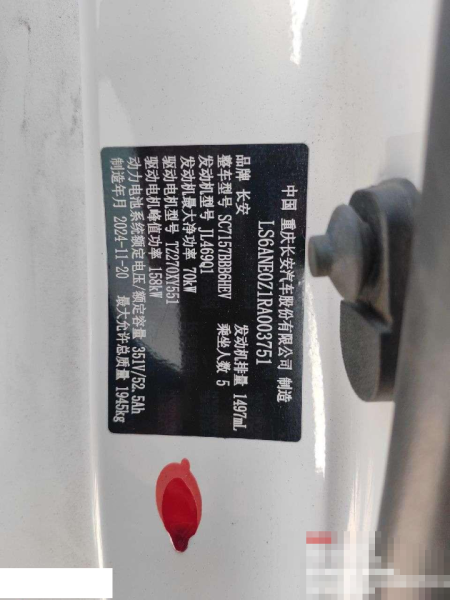 中国 重庆长安汽车股份有限公司 制造
LS6ANE0Z1RA003751
品牌 长安 发动机排量 1497mL
整车型号 SC7157BBB6HEV 乘坐人数 5
发动机型号 JL469Q1
发动机最大净功率 70kW
驱动电机型号 TZ270XY551
驱动电机峰值功率 158kW
动力电池系统额定电压/额定容量 351V/52.5Ah
制造年月 2024-11-20 最大允许总质量 1945kg